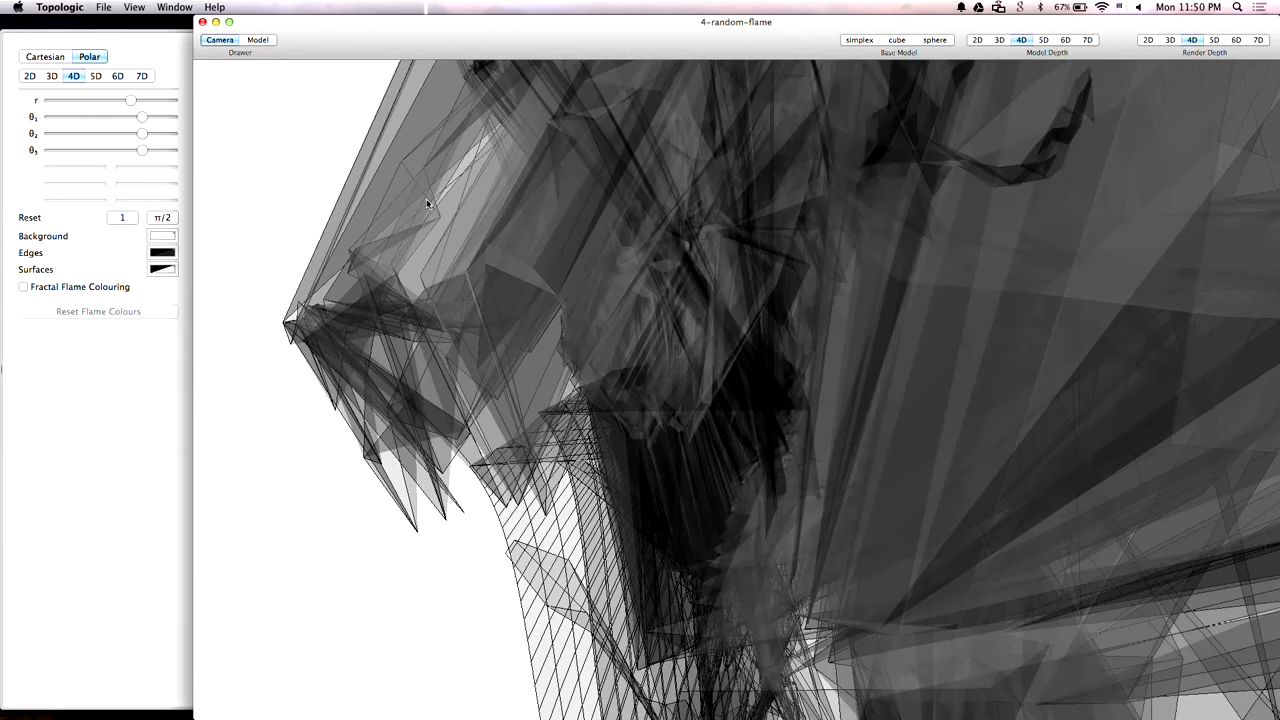 Topologic File View Window Help 67% Mon 11:50 PM
4-random-flame
Camera Model simplex cube sphere 2D 3D 4D 5D 6D 7D 2D 3D 4D 5D 6D 7D
Drawer Base Model Model Depth Render Depth
Cartesian Polar
2D 3D 4D 5D 6D 7D
r
θ₁
θ₂
θ₃
Reset 1 π/2
Background
Edges
Surfaces
Fractal Flame Colouring
Reset Flame Colours